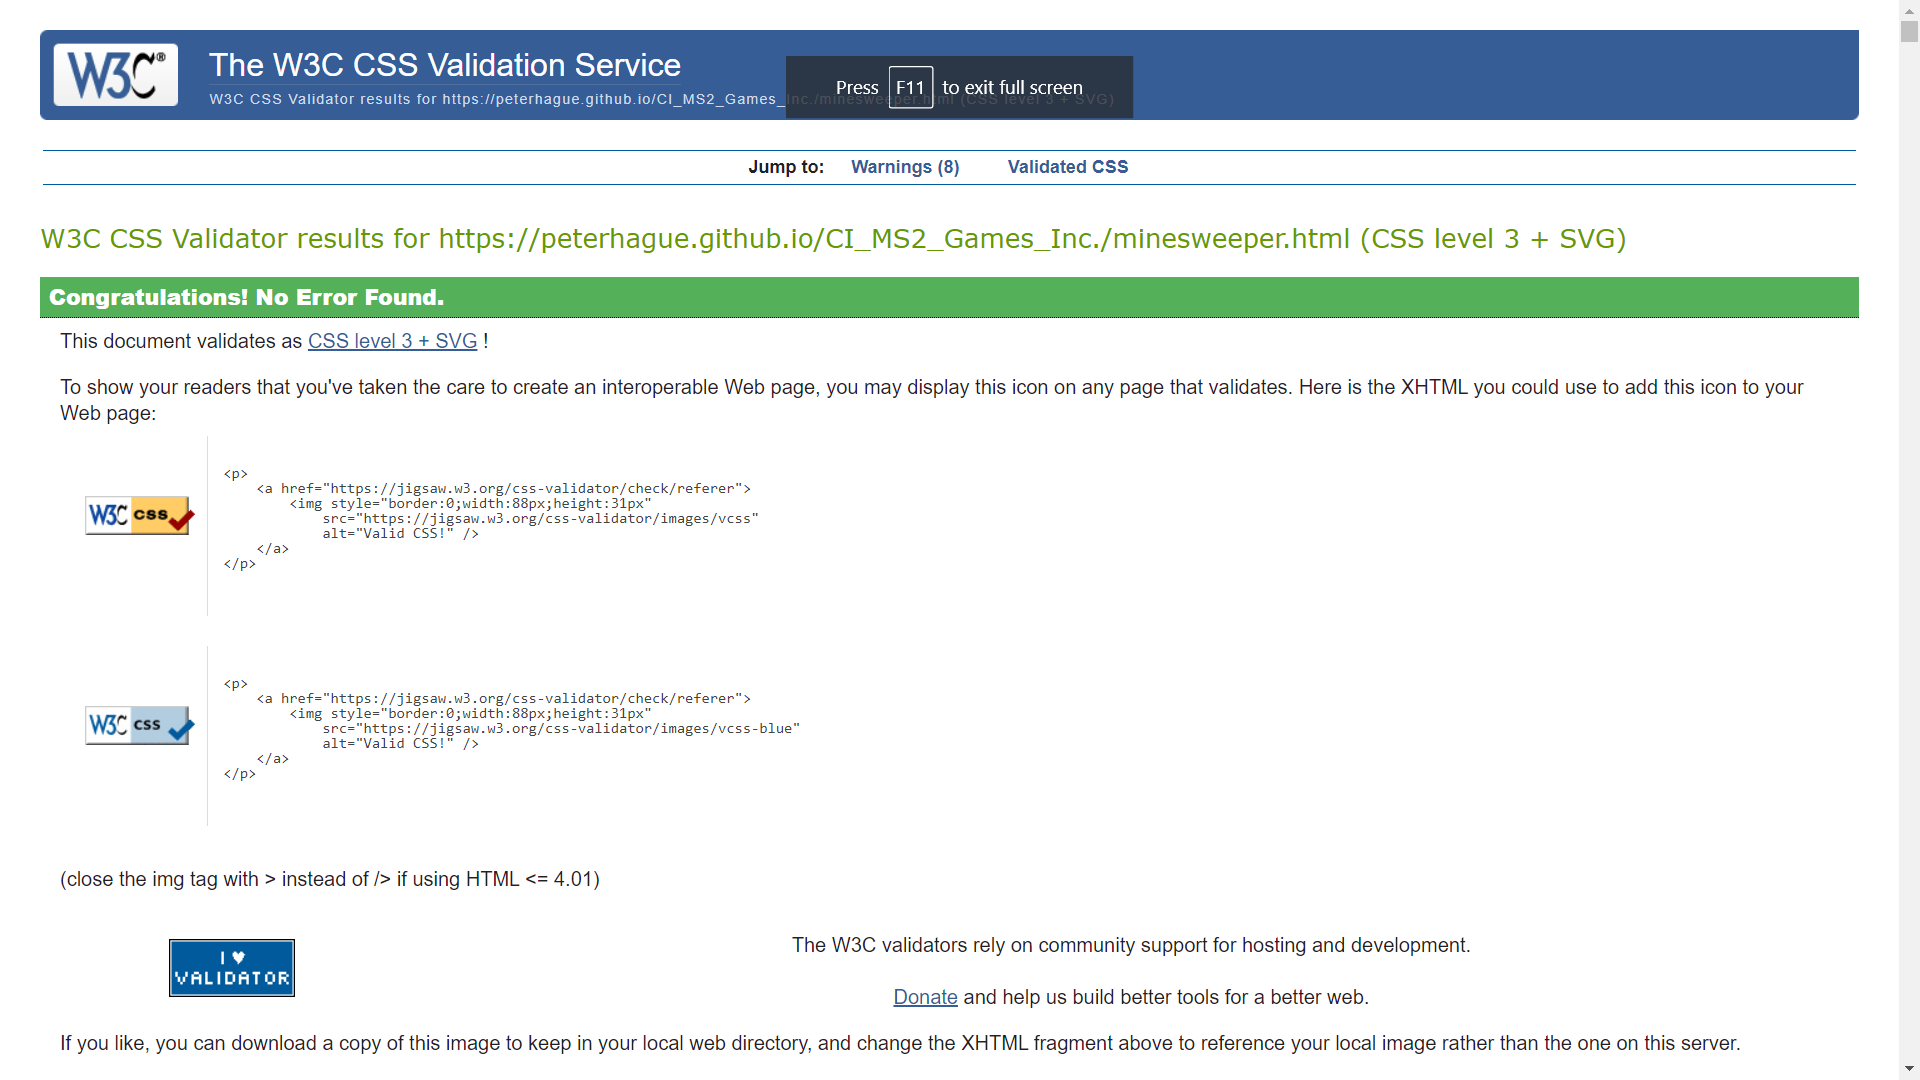 W3C®
The W3C CSS Validation Service
W3C CSS Validator results for https://peterhague.github.io/CI_MS2_Games_Inc./minesweeper.html (CSS level 3 + SVG)
Press F11 to exit full screen
Jump to: Warnings (8) Validated CSS
W3C CSS Validator results for https://peterhague.github.io/CI_MS2_Games_Inc./minesweeper.html (CSS level 3 + SVG)
Congratulations! No Error Found.
This document validates as CSS level 3 + SVG !
To show your readers that you've taken the care to create an interoperable Web page, you may display this icon on any page that validates. Here is the XHTML you could use to add this icon to your
Web page:
W3C css
<p>
<a href="https://jigsaw.w3.org/css-validator/check/referer">
<img style="border:0;width:88px;height:31px"
src="https://jigsaw.w3.org/css-validator/images/vcss"
alt="Valid CSS!" />
</a>
</p>
W3C css
<p>
<a href="https://jigsaw.w3.org/css-validator/check/referer">
<img style="border:0;width:88px;height:31px"
src="https://jigsaw.w3.org/css-validator/images/vcss-blue"
alt="Valid CSS!" />
</a>
</p>
(close the img tag with > instead of /> if using HTML <= 4.01)
I ♥
VALIDATOR
The W3C validators rely on community support for hosting and development.
Donate and help us build better tools for a better web.
If you like, you can download a copy of this image to keep in your local web directory, and change the XHTML fragment above to reference your local image rather than the one on this server.